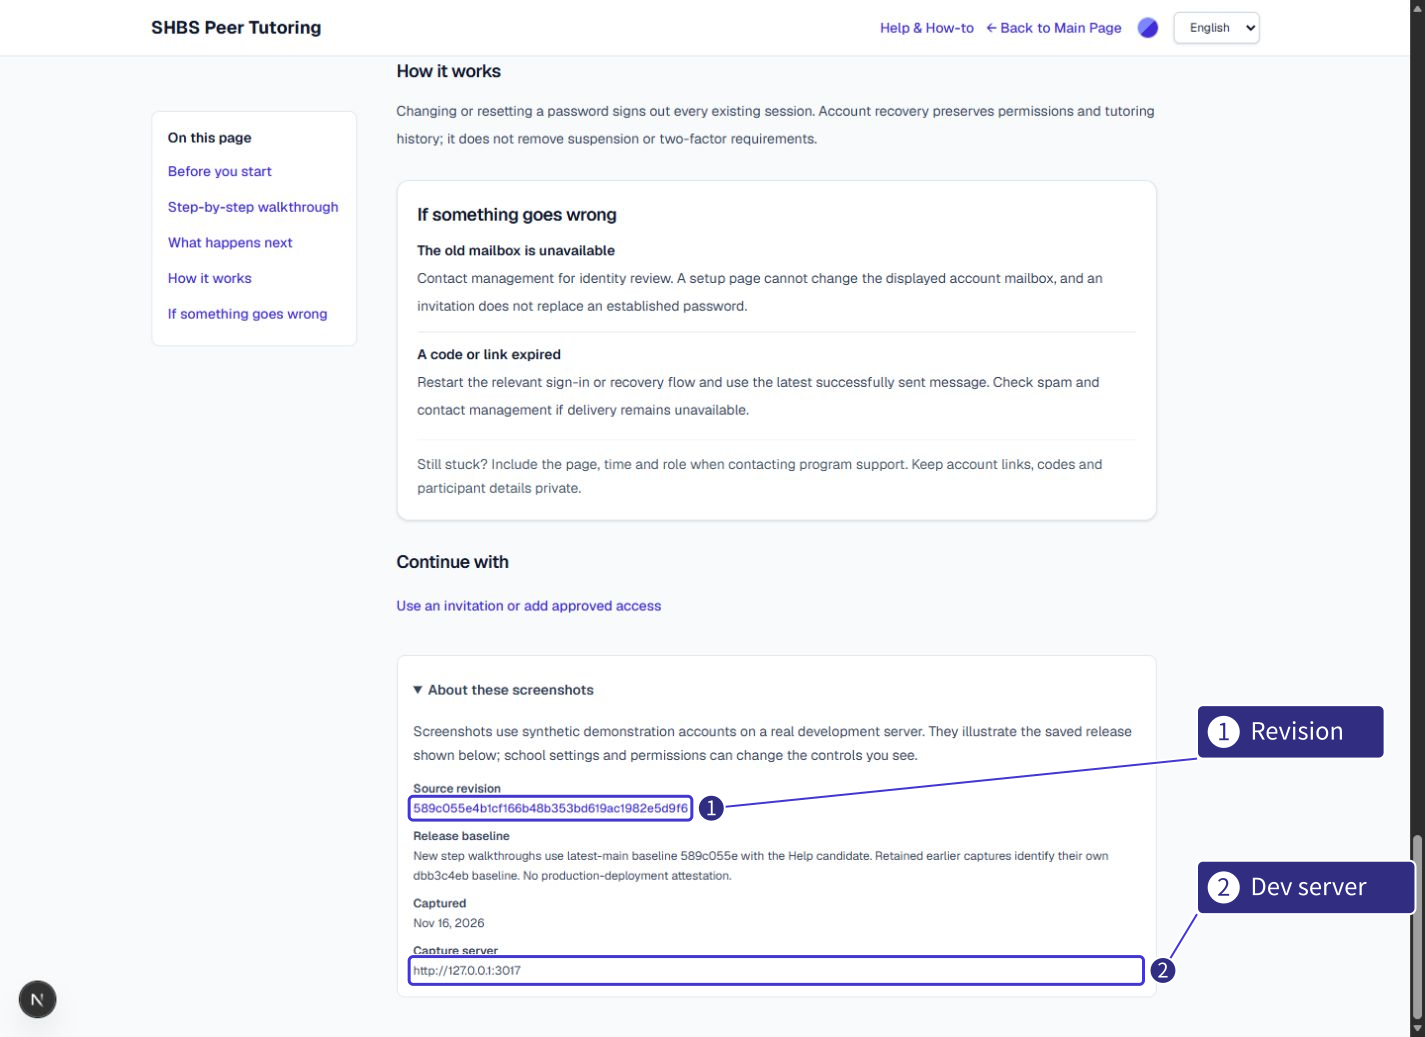 SHBS Peer Tutoring
Help & How-to
← Back to Main Page
English
On this page
Before you start
Step-by-step walkthrough
What happens next
How it works
If something goes wrong
How it works
Changing or resetting a password signs out every existing session. Account recovery preserves permissions and tutoring
history; it does not remove suspension or two-factor requirements.
If something goes wrong
The old mailbox is unavailable
Contact management for identity review. A setup page cannot change the displayed account mailbox, and an
invitation does not replace an established password.
A code or link expired
Restart the relevant sign-in or recovery flow and use the latest successfully sent message. Check spam and
contact management if delivery remains unavailable.
Still stuck? Include the page, time and role when contacting program support. Keep account links, codes and
participant details private.
Continue with
Use an invitation or add approved access
▼ About these screenshots
Screenshots use synthetic demonstration accounts on a real development server. They illustrate the saved release
shown below; school settings and permissions can change the controls you see.
Source revision
589c055e4b1cf166b48b353bd619ac1982e5d9f6
1
1 Revision
Release baseline
New step walkthroughs use latest-main baseline 589c055e with the Help candidate. Retained earlier captures identify their own
dbb3c4eb baseline. No production-deployment attestation.
Captured
Nov 16, 2026
Capture server
http://127.0.0.1:3017
2
2 Dev server
N